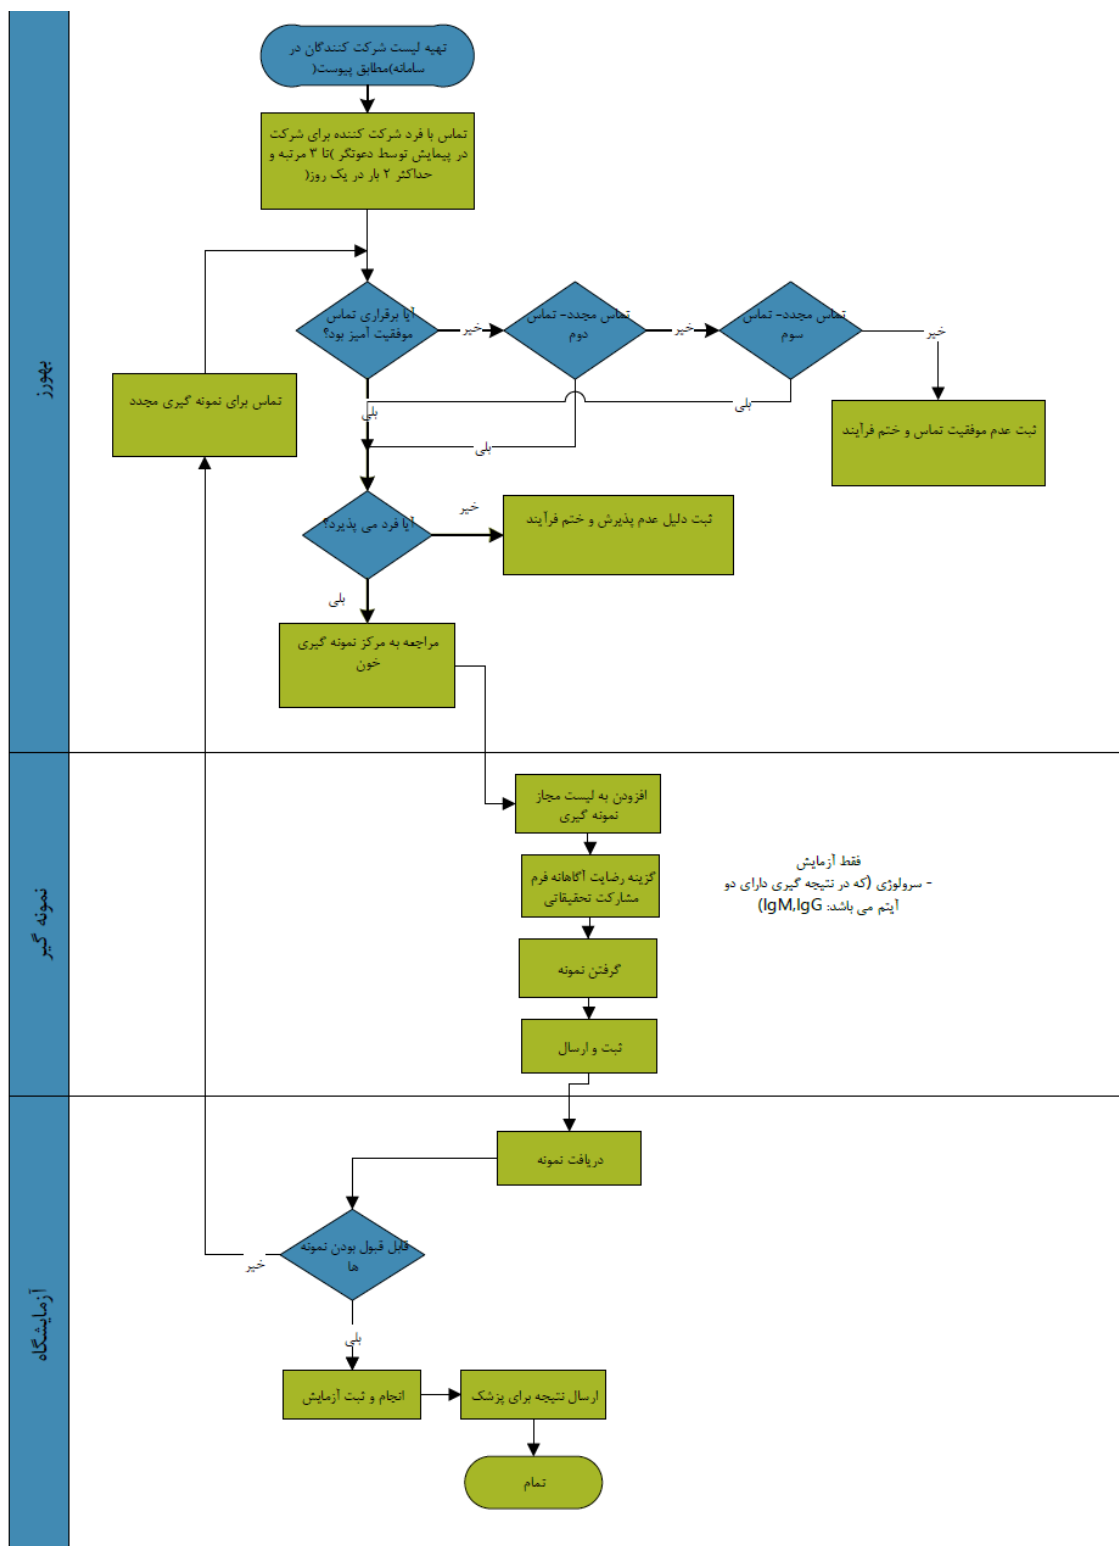 تهیه لیست شرکت کنندگان در
سامانه)مطابق پیوست(
تماس با فرد شرکت کننده برای شرکت
در پیمایش توسط دعوتگر )تا ۳ مرتبه و
حداکثر ۲ بار در یک روز(
بهورز
آیا برقراری تماس
موفقیت آمیز بود؟
خیر
تماس مجدد- تماس
دوم
خیر
تماس مجدد- تماس
سوم
خیر
تماس برای نمونه گیری مجدد
بلی
بلی
بلی
ثبت عدم موفقیت تماس و ختم فرآیند
آیا فرد می پذیرد؟
خیر
ثبت دلیل عدم پذیرش و ختم فرآیند
بلی
مراجعه به مرکز نمونه گیری
خون
نمونه گیر
افزودن به لیست مجاز
نمونه گیری
گزینه رضایت آگاهانه فرم
مشارکت تحقیقاتی
گرفتن نمونه
ثبت و ارسال
فقط آزمایش
- سرولوژی (که در نتیجه گیری دارای دو
آیتم می باشد: IgM,IgG)
آزمایشگاه
دریافت نمونه
قابل قبول بودن نمونه
ها
خیر
بلی
انجام و ثبت آزمایش
ارسال نتیجه برای پزشک
تمام